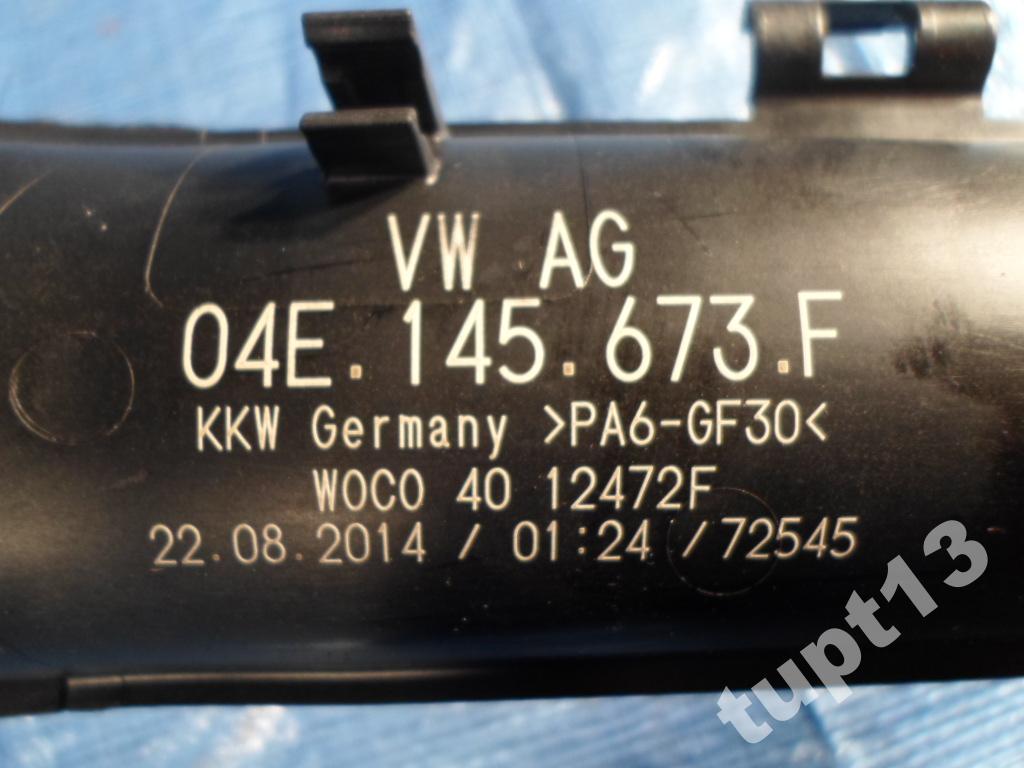 VW AG
04E.145.673.F
KKW Germany >PA6-GF30<
WOCO 40 12472F
22.08.2014 / 01:24 /72545
tupt13